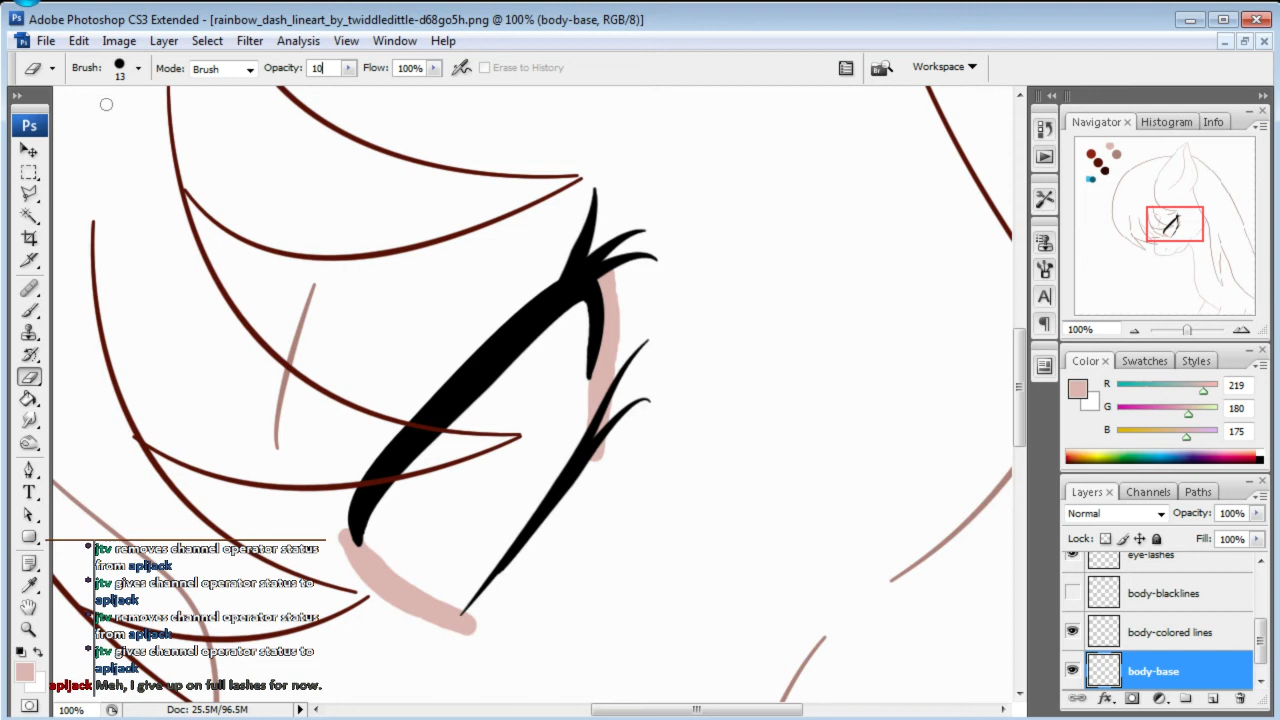 Adobe Photoshop CS3 Extended - [rainbow_dash_lineart_by_twiddledittle-d68go5h.png @ 100% (body-base, RGB/8)]
Ps File Edit Image Layer Select Filter Analysis View Window Help
Brush: 13 Mode: Brush Opacity: 10 Flow: 100% Erase to History Br Workspace
Ps
T
Navigator Histogram Info
100%
Color Swatches Styles
R 219
G 180
B 175
Layers Channels Paths
Normal Opacity: 100%
Lock: Fill: 100%
eye-lashes
body-blacklines
body-colored lines
body-base
* jtv removes channel operator status
from apljack
* jtv gives channel operator status to
apljack
* jtv removes channel operator status
from apljack
* jtv gives channel operator status to
apljack
apljack Meh, I give up on full lashes for now.
100% Doc: 25.5M/96.5M